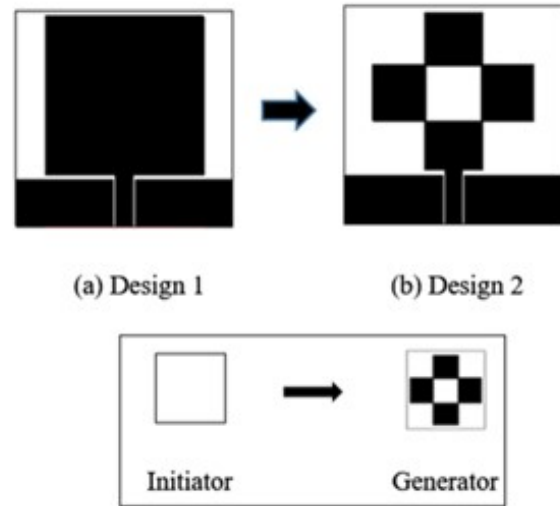 (a) Design 1
(b) Design 2
Initiator
Generator